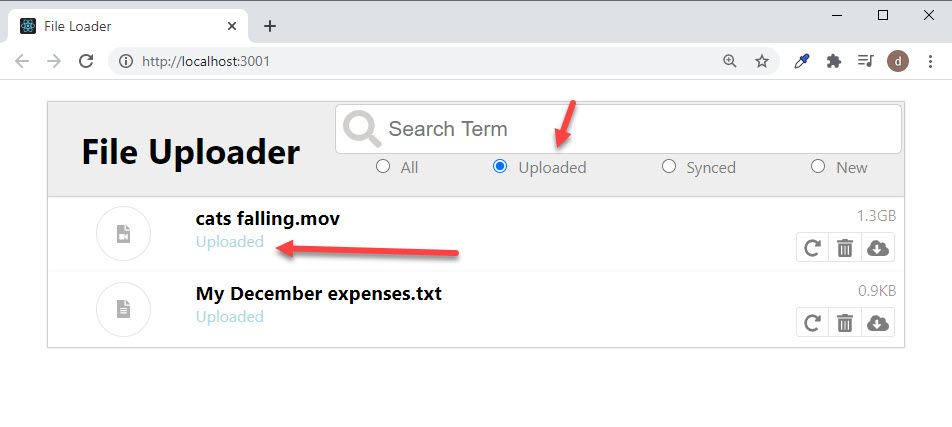 File Loader
http://localhost:3001
d
File Uploader
Search Term
All Uploaded Synced New
cats falling.mov
1.3GB
Uploaded
My December expenses.txt
0.9KB
Uploaded